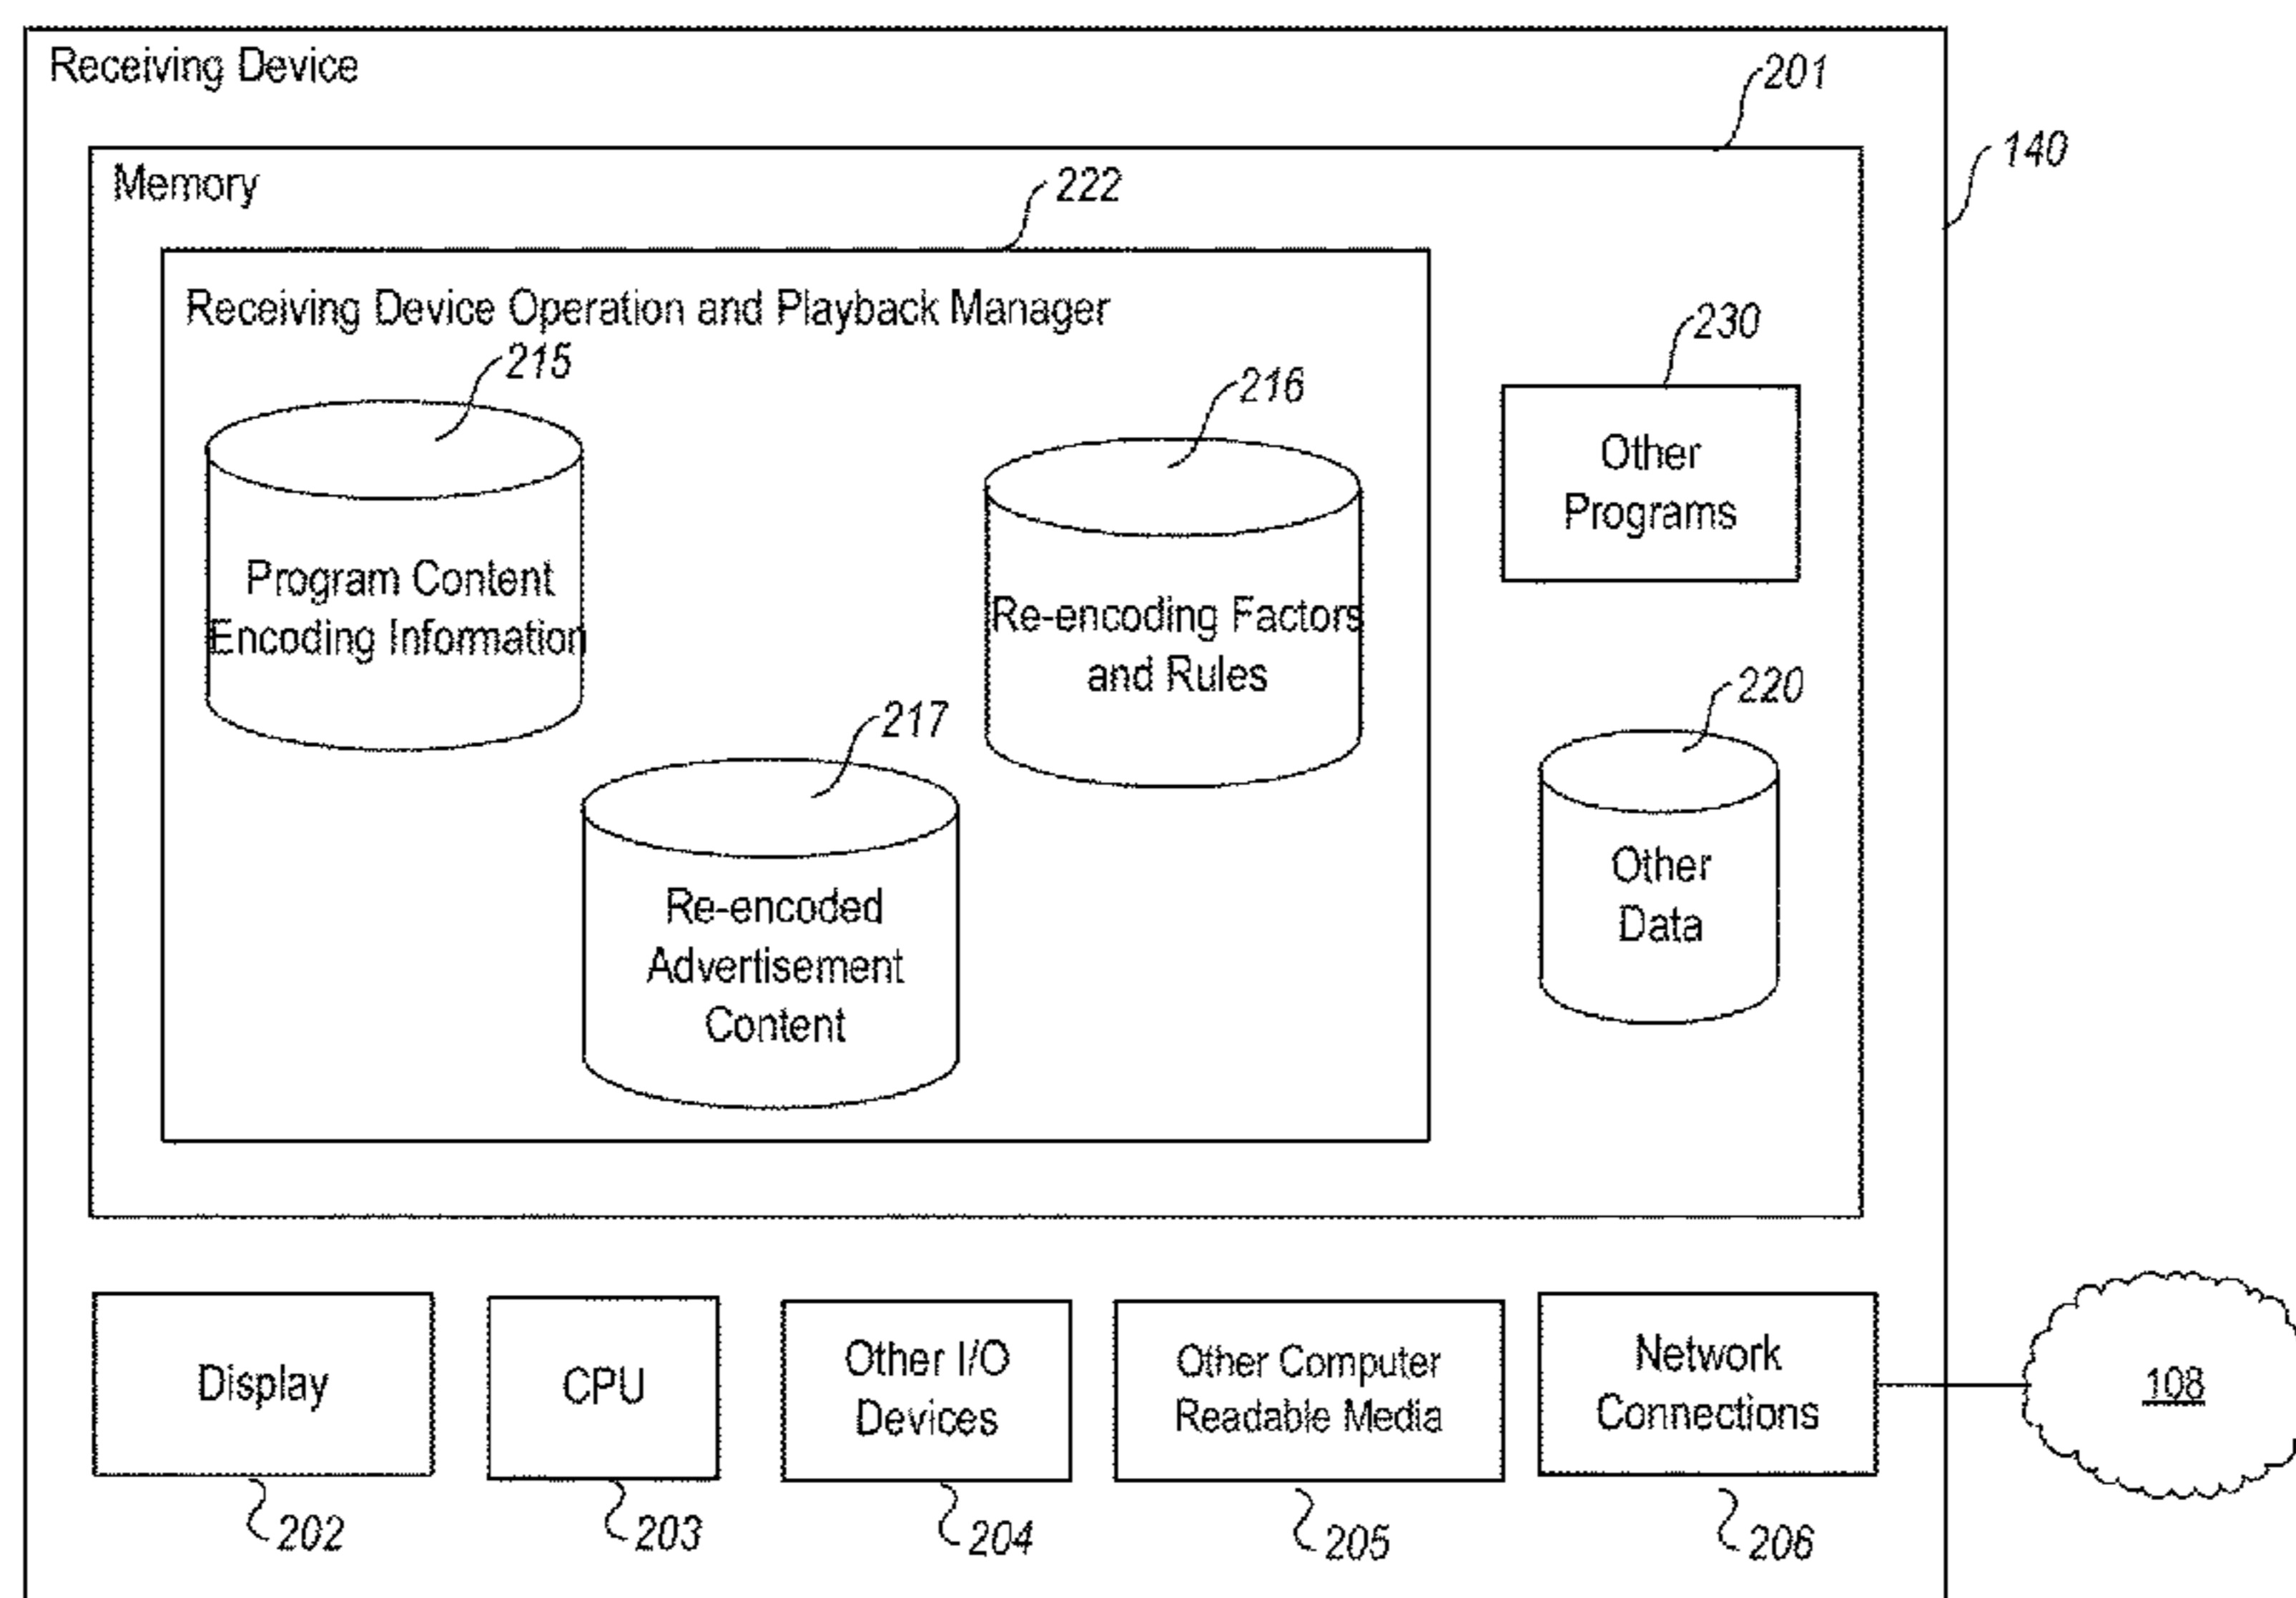 Receiving Device
201
140
Memory
222
Receiving Device Operation and Playback Manager
230
215
216
Other
Programs
Program Content
Encoding Information
Re-encoding Factors
and Rules
220
217
Other
Data
Re-encoded
Advertisement
Content
Display
CPU
Other I/O
Devices
Other Computer
Readable Media
Network
Connections
108
202
203
204
205
206